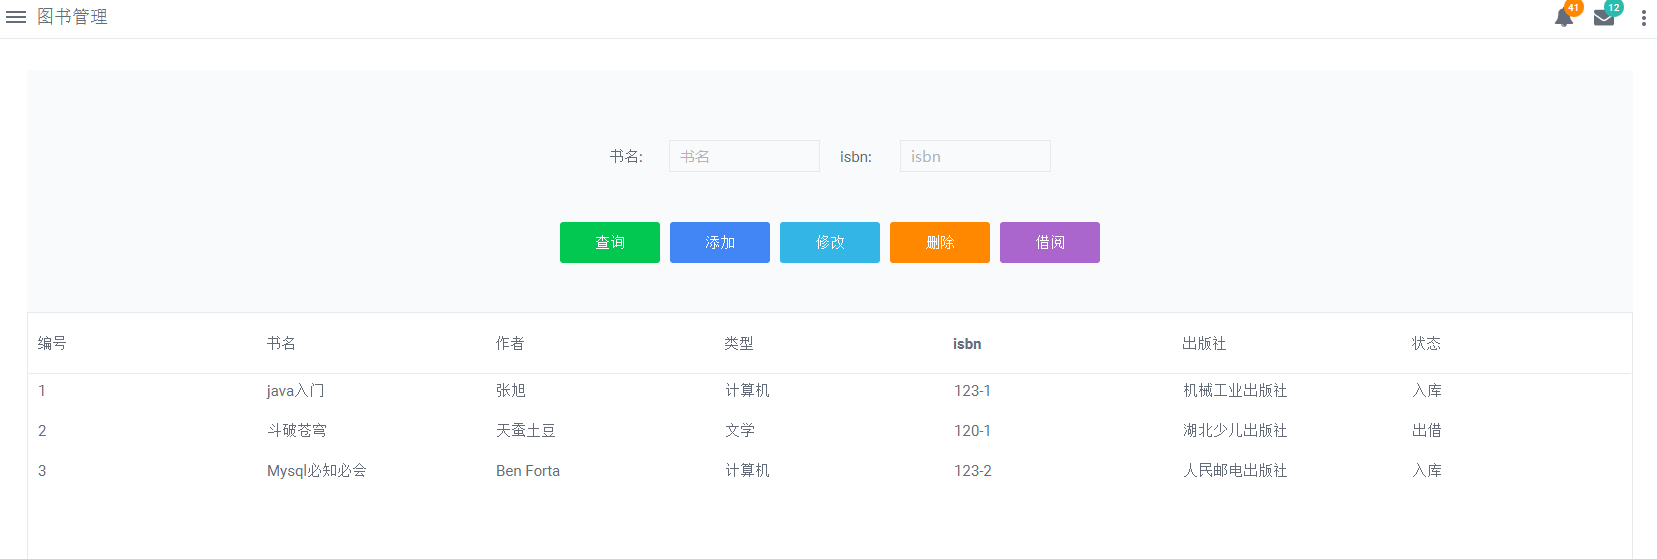 图书管理 41 12
书名: 书名 isbn: isbn
查询 添加 修改 删除 借阅
编号 书名 作者 类型 isbn 出版社 状态
1 java入门 张旭 计算机 123-1 机械工业出版社 入库
2 斗破苍穹 天蚕土豆 文学 120-1 湖北少儿出版社 出借
3 Mysql必知必会 Ben Forta 计算机 123-2 人民邮电出版社 入库